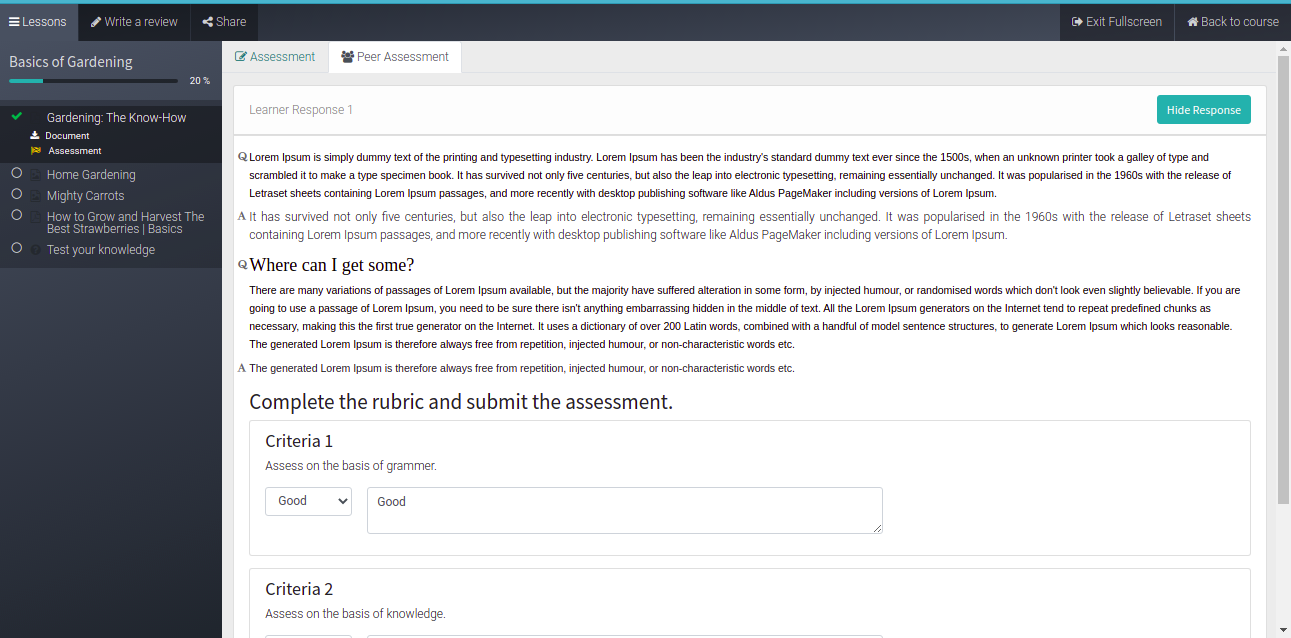 Lessons
Write a review
Share
Exit Fullscreen
Back to course
Basics of Gardening
20 %
Gardening: The Know-How
Document
Assessment
Home Gardening
Mighty Carrots
How to Grow and Harvest The
Best Strawberries | Basics
Test your knowledge
Assessment
Peer Assessment
Learner Response 1
Hide Response
Q Lorem Ipsum is simply dummy text of the printing and typesetting industry. Lorem Ipsum has been the industry's standard dummy text ever since the 1500s, when an unknown printer took a galley of type and
scrambled it to make a type specimen book. It has survived not only five centuries, but also the leap into electronic typesetting, remaining essentially unchanged. It was popularised in the 1960s with the release of
Letraset sheets containing Lorem Ipsum passages, and more recently with desktop publishing software like Aldus PageMaker including versions of Lorem Ipsum.
A It has survived not only five centuries, but also the leap into electronic typesetting, remaining essentially unchanged. It was popularised in the 1960s with the release of Letraset sheets
containing Lorem Ipsum passages, and more recently with desktop publishing software like Aldus PageMaker including versions of Lorem Ipsum.
Q Where can I get some?
There are many variations of passages of Lorem Ipsum available, but the majority have suffered alteration in some form, by injected humour, or randomised words which don't look even slightly believable. If you are
going to use a passage of Lorem Ipsum, you need to be sure there isn't anything embarrassing hidden in the middle of text. All the Lorem Ipsum generators on the Internet tend to repeat predefined chunks as
necessary, making this the first true generator on the Internet. It uses a dictionary of over 200 Latin words, combined with a handful of model sentence structures, to generate Lorem Ipsum which looks reasonable.
The generated Lorem Ipsum is therefore always free from repetition, injected humour, or non-characteristic words etc.
A The generated Lorem Ipsum is therefore always free from repetition, injected humour, or non-characteristic words etc.
Complete the rubric and submit the assessment.
Criteria 1
Assess on the basis of grammer.
Good
Good
Criteria 2
Assess on the basis of knowledge.